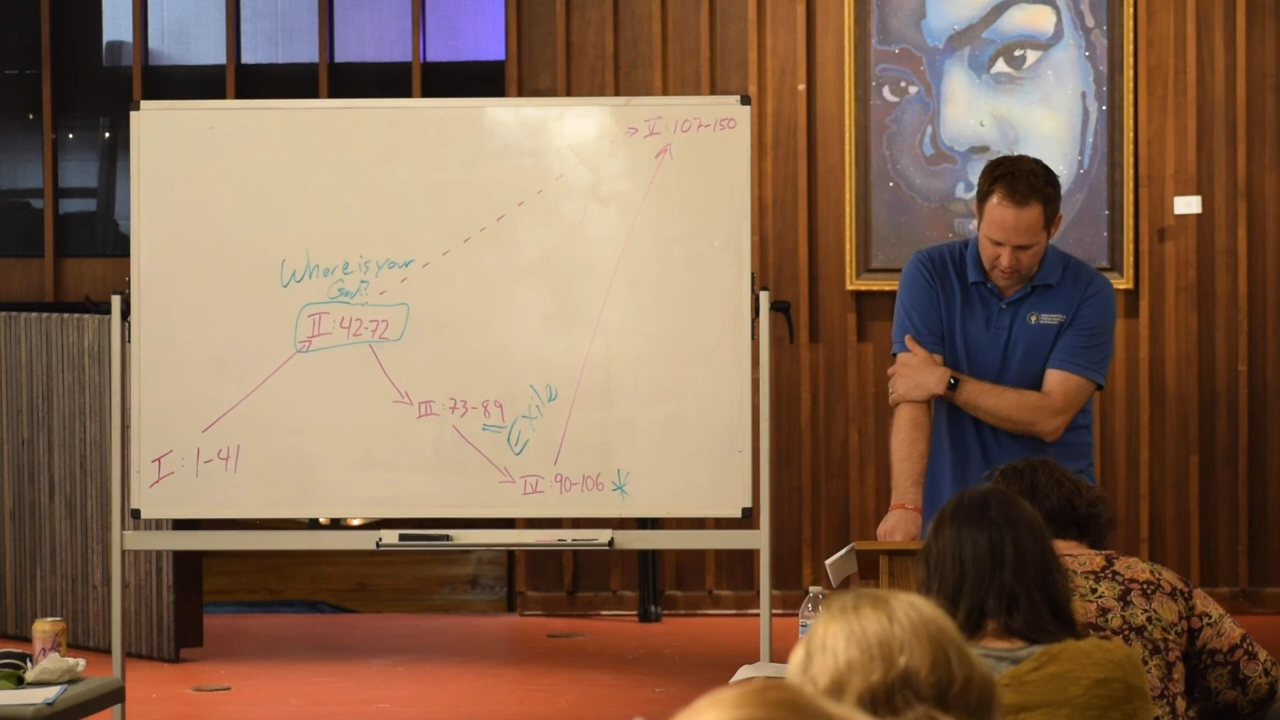 V:107-150
Where is your
God?
II:42-72
III:73-89
Exile
I:1-41
IV:90-106 *